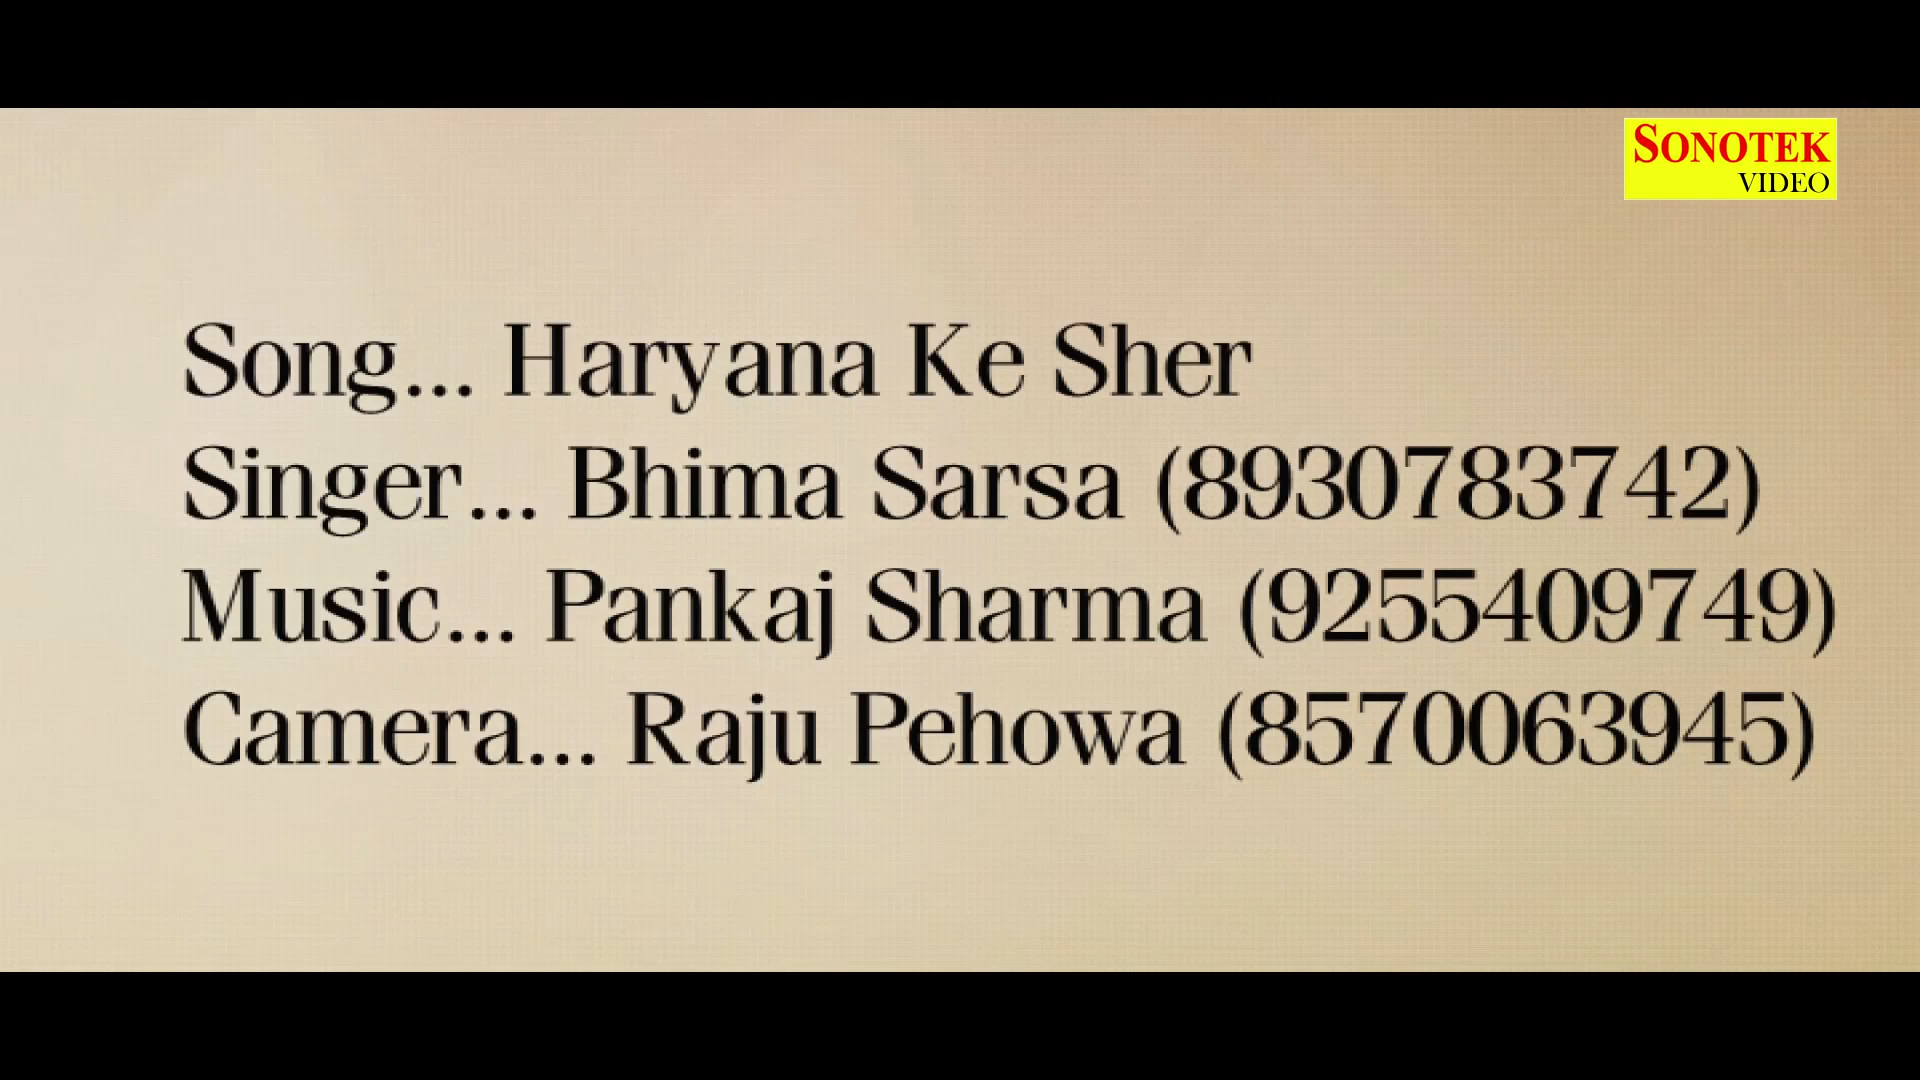 SONOTEK
VIDEO
Song... Haryana Ke Sher
Singer... Bhima Sarsa (8930783742)
Music... Pankaj Sharma (9255409749)
Camera... Raju Pehowa (8570063945)